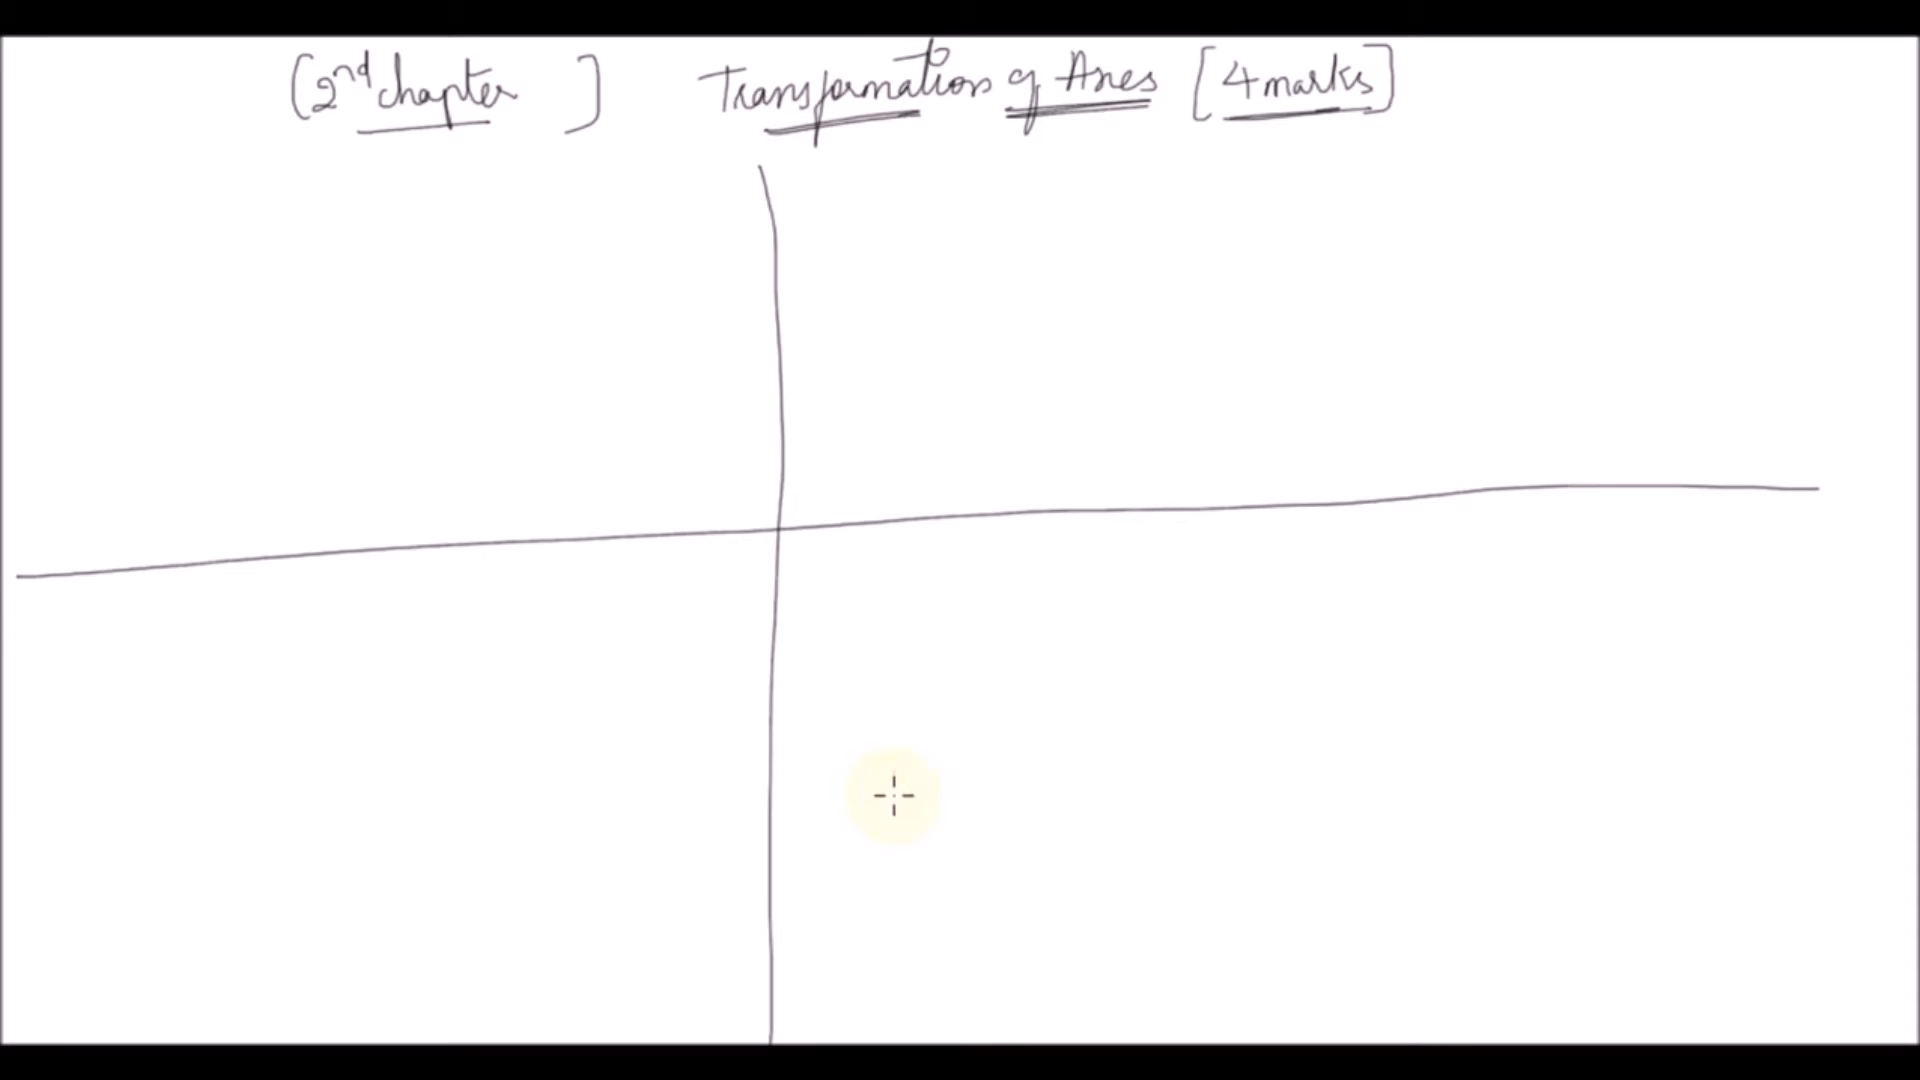 [2nd chapter ] Transformation of Axes [4 marks]